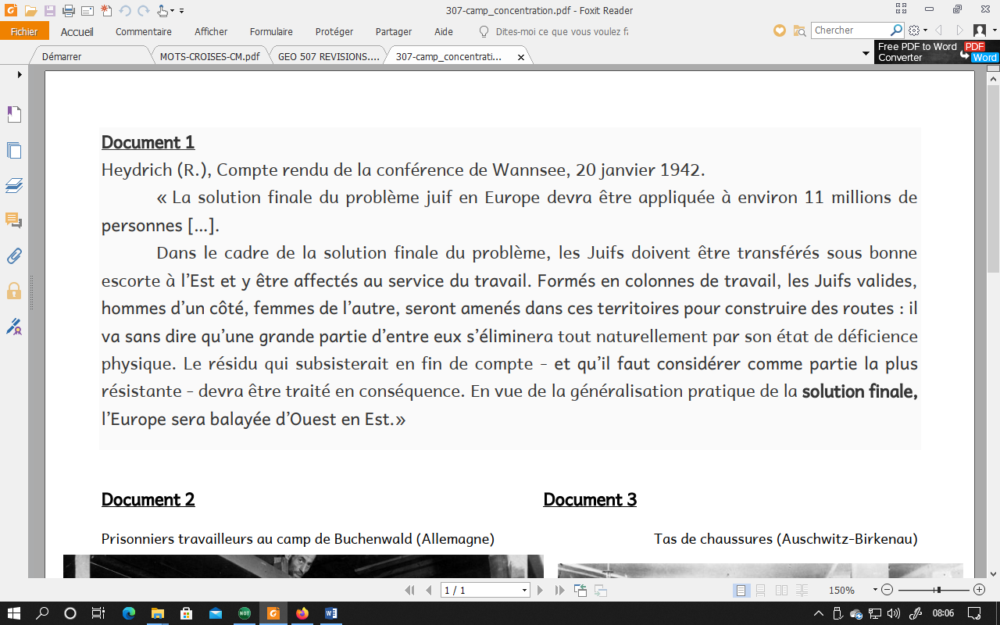 307-camp_concentration.pdf - Foxit Reader
Fichier Accueil Commentaire Afficher Formulaire Protéger Partager Aide Dites-moi ce que vous voulez fa Chercher
Démarrer MOTS-CROISES-CM.pdf GEO 507 REVISIONS.... 307-camp_concentrati... Free PDF to Word PDF
Converter Word
Document 1
Heydrich (R.), Compte rendu de la conférence de Wannsee, 20 janvier 1942.
« La solution finale du problème juif en Europe devra être appliquée à environ 11 millions de
personnes [...].
Dans le cadre de la solution finale du problème, les Juifs doivent être transférés sous bonne
escorte à l’Est et y être affectés au service du travail. Formés en colonnes de travail, les Juifs valides,
hommes d’un côté, femmes de l’autre, seront amenés dans ces territoires pour construire des routes : il
va sans dire qu’une grande partie d’entre eux s’éliminera tout naturellement par son état de déficience
physique. Le résidu qui subsisterait en fin de compte - et qu’il faut considérer comme partie la plus
résistante - devra être traité en conséquence. En vue de la généralisation pratique de la solution finale,
l’Europe sera balayée d’Ouest en Est.»
Document 2 Document 3
Prisonniers travailleurs au camp de Buchenwald (Allemagne) Tas de chaussures (Auschwitz-Birkenau)
1 / 1 150%
NOT 08:06